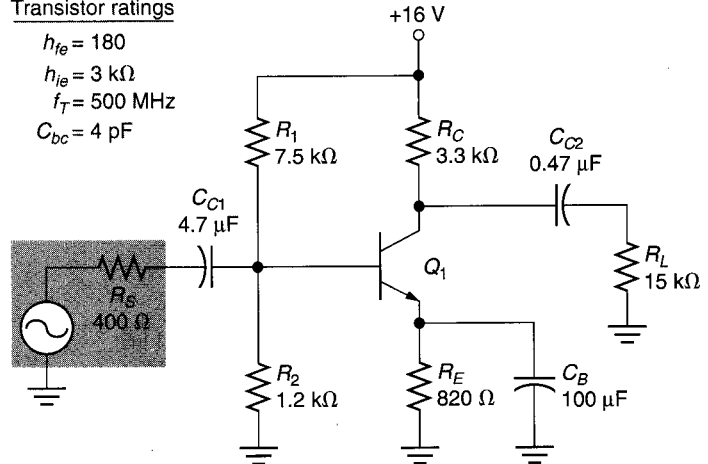 Transistor ratings
h_fe = 180
h_ie = 3 kΩ
f_T = 500 MHz
C_bc = 4 pF
+16 V
R_1
7.5 kΩ
R_C
3.3 kΩ
C_C2
0.47 μF
C_C1
4.7 μF
R_S
400 Ω
Q_1
R_L
15 kΩ
R_2
1.2 kΩ
R_E
820 Ω
C_B
100 μF